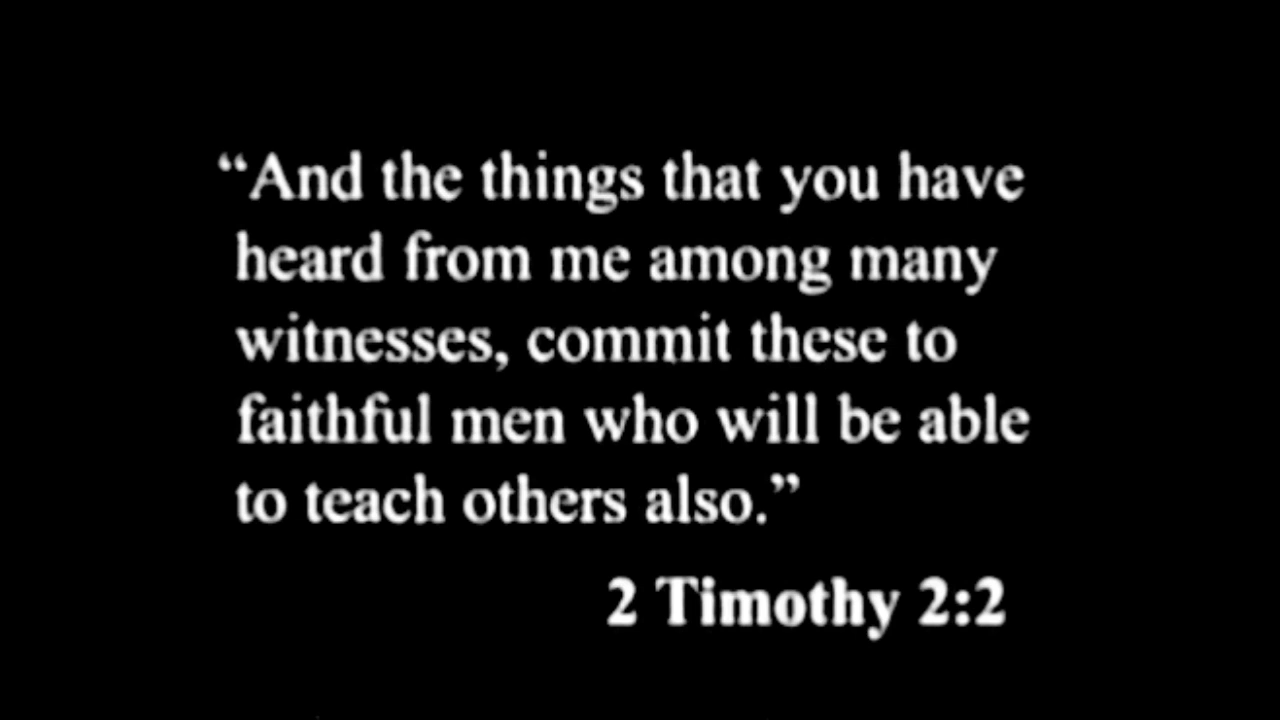 “And the things that you have
heard from me among many
witnesses, commit these to
faithful men who will be able
to teach others also.”
2 Timothy 2:2